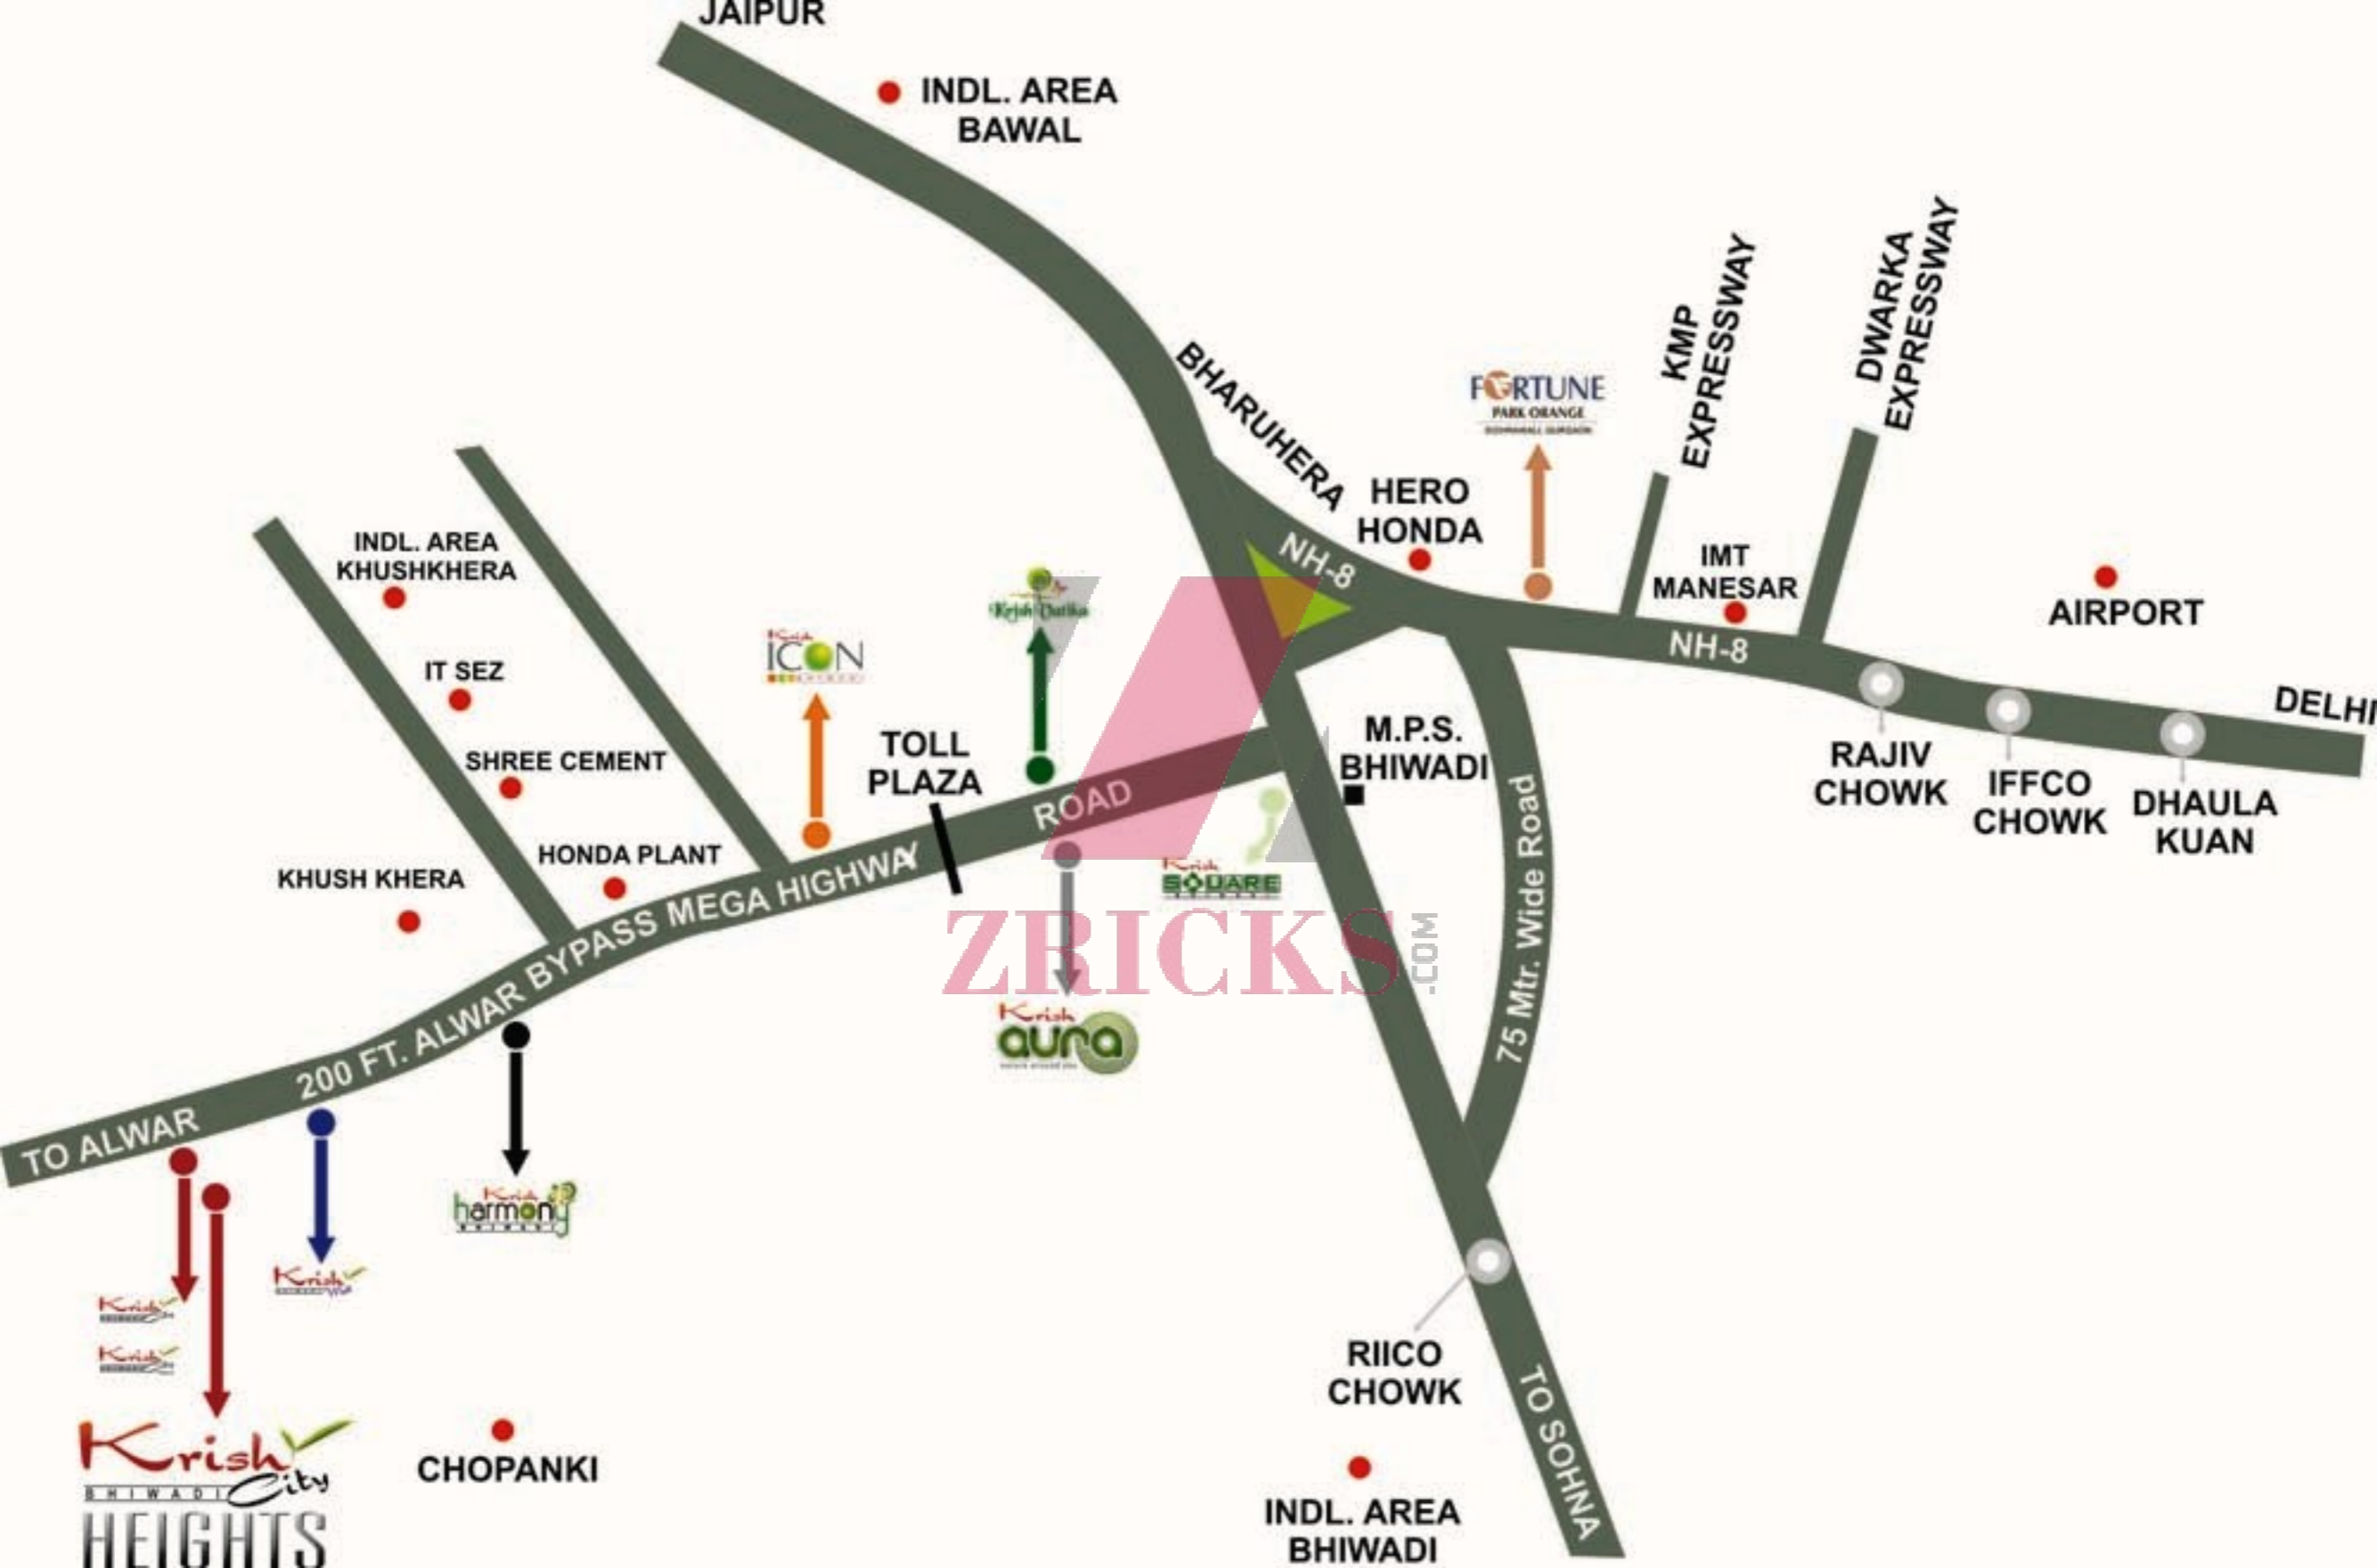 JAIPUR
INDL. AREA
BAWAL
BHARUHERA
NH-8
HERO
HONDA
FORTUNE
PARK ORANGE
KMP
EXPRESSWAY
DWARKA
EXPRESSWAY
IMT
MANESAR
NH-8
AIRPORT
DELHI
RAJIV
CHOWK
IFFCO
CHOWK
DHAULA
KUAN
INDL. AREA
KHUSHKHERA
IT SEZ
SHREE CEMENT
HONDA PLANT
KHUSH KHERA
Krish
ICON
TOLL
PLAZA
Krish Vatika
M.P.S.
BHIWADI
75 Mtr. Wide Road
Krish
SQUARE
ZRICKS
.COM
Krish
aura
200 FT. ALWAR BYPASS MEGA HIGHWAY
ROAD
TO ALWAR
Krish
harmony
BHIWADI
Krish
Krish
City
Krish
Krish
BHIWADI City
HEIGHTS
CHOPANKI
RIICO
CHOWK
TO SOHNA
INDL. AREA
BHIWADI